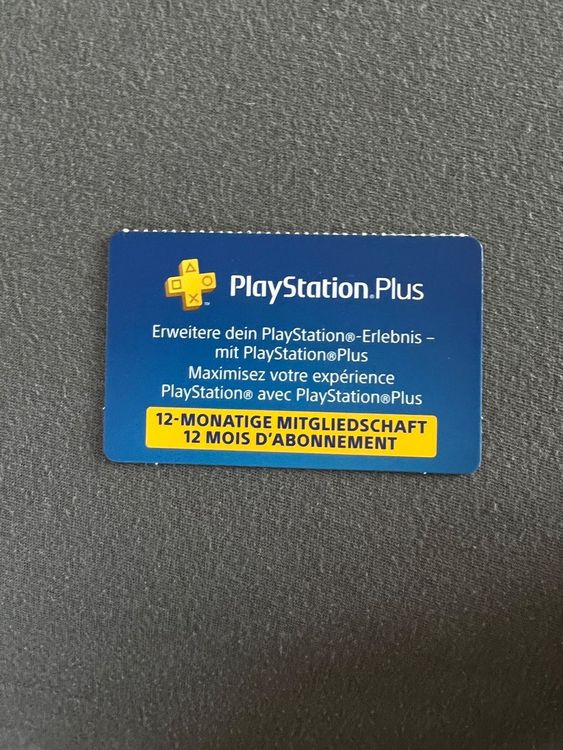 PlayStation®Plus
Erweitere dein PlayStation®-Erlebnis –
mit PlayStation®Plus
Maximisez votre expérience
PlayStation® avec PlayStation®Plus
12-MONATIGE MITGLIEDSCHAFT
12 MOIS D'ABONNEMENT